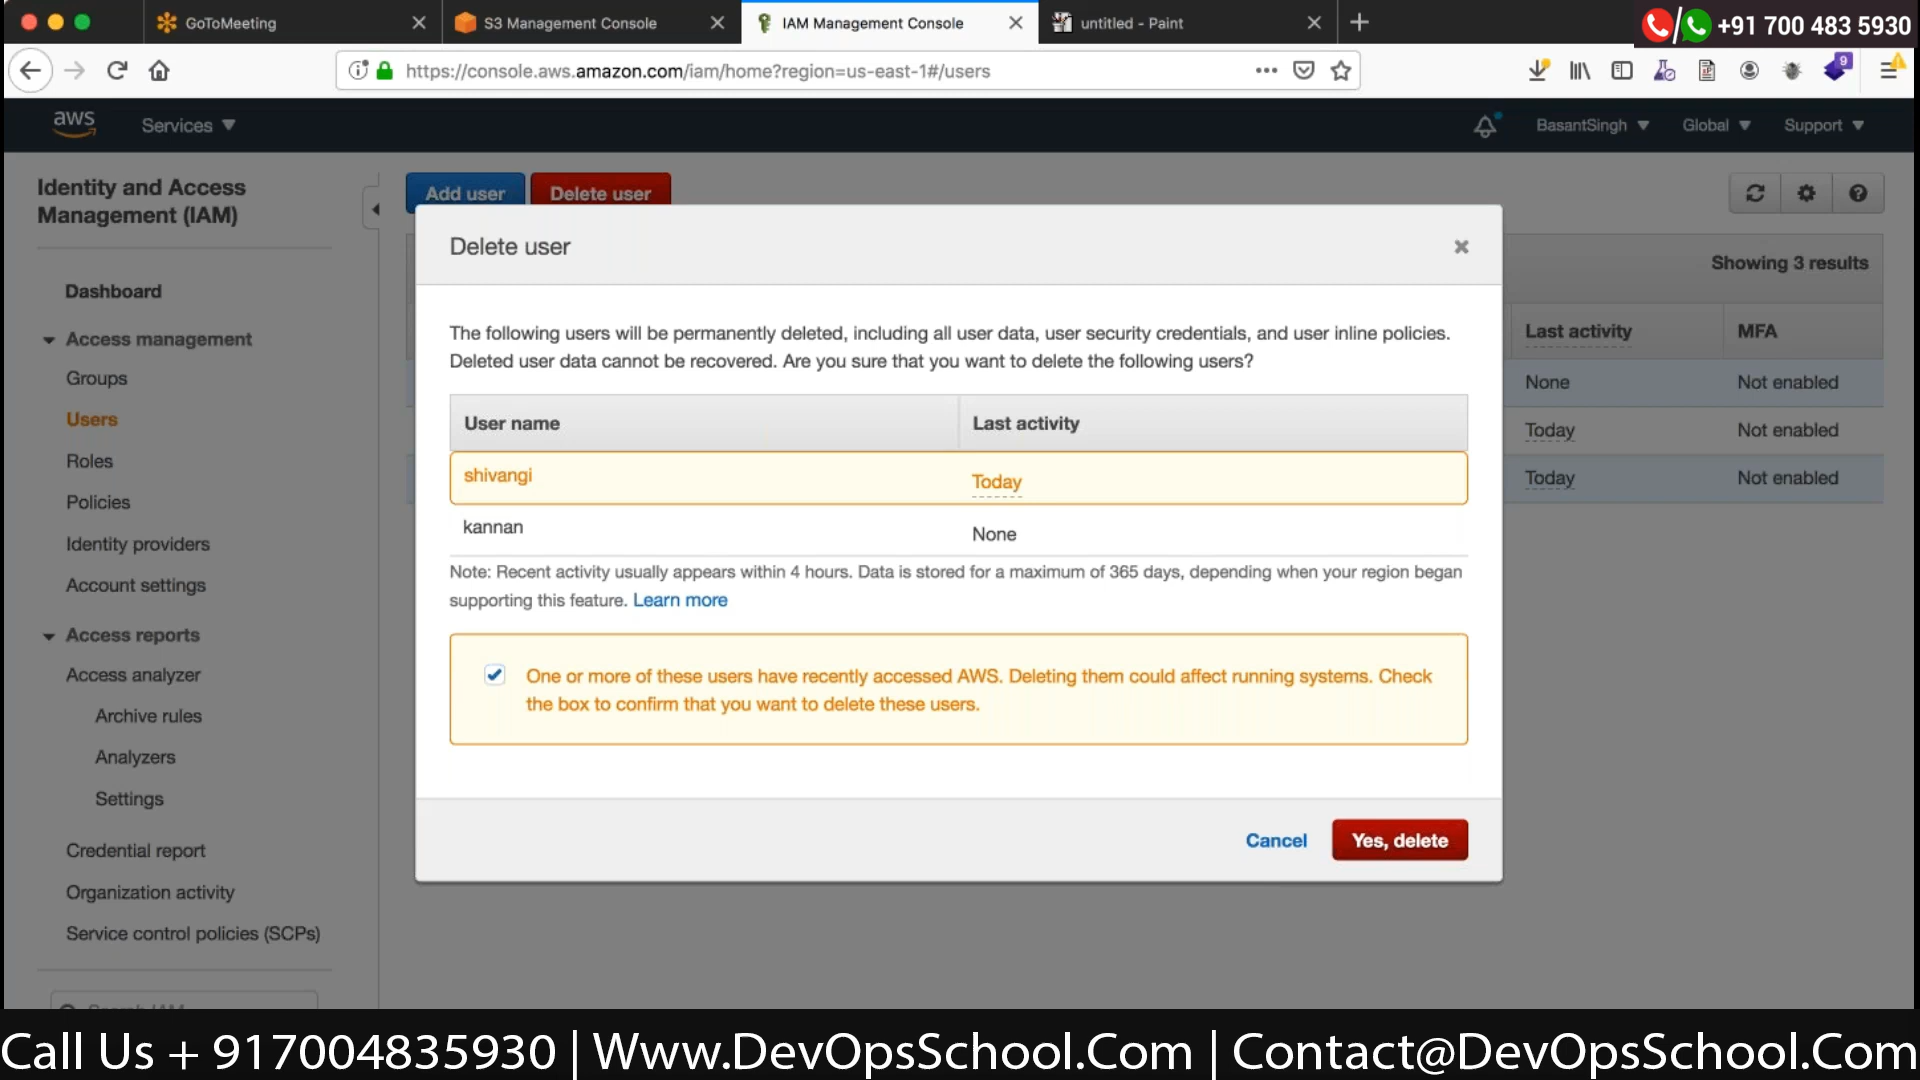 GoToMeeting
S3 Management Console
IAM Management Console
untitled - Paint
+91 700 483 5930
https://console.aws.amazon.com/iam/home?region=us-east-1#/users
9
aws
Services
BasantSingh
Global
Support
Identity and Access
Management (IAM)
Dashboard
Access management
Groups
Users
Roles
Policies
Identity providers
Account settings
Access reports
Access analyzer
Archive rules
Analyzers
Settings
Credential report
Organization activity
Service control policies (SCPs)
Add user
Delete user
Showing 3 results
Last activity
MFA
None
Not enabled
Today
Not enabled
Today
Not enabled
Delete user
The following users will be permanently deleted, including all user data, user security credentials, and user inline policies.
Deleted user data cannot be recovered. Are you sure that you want to delete the following users?
User name
Last activity
shivangi
Today
kannan
None
Note: Recent activity usually appears within 4 hours. Data is stored for a maximum of 365 days, depending when your region began
supporting this feature. Learn more
One or more of these users have recently accessed AWS. Deleting them could affect running systems. Check
the box to confirm that you want to delete these users.
Cancel
Yes, delete
Call Us + 917004835930 | Www.DevOpsSchool.Com | Contact@DevOpsSchool.Com